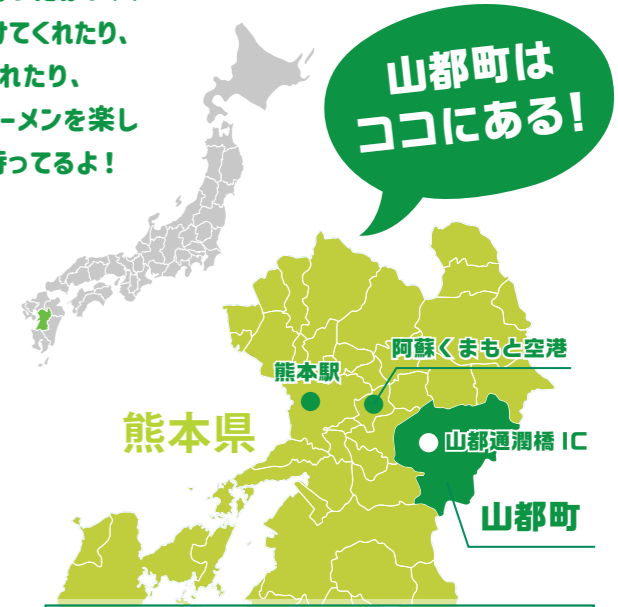 けてくれたり、
れたり、
ーメンを楽し
待ってるよ！
山都町は
ココにある！
阿蘇くまもと空港
熊本駅
熊本県
山都通潤橋IC
山都町